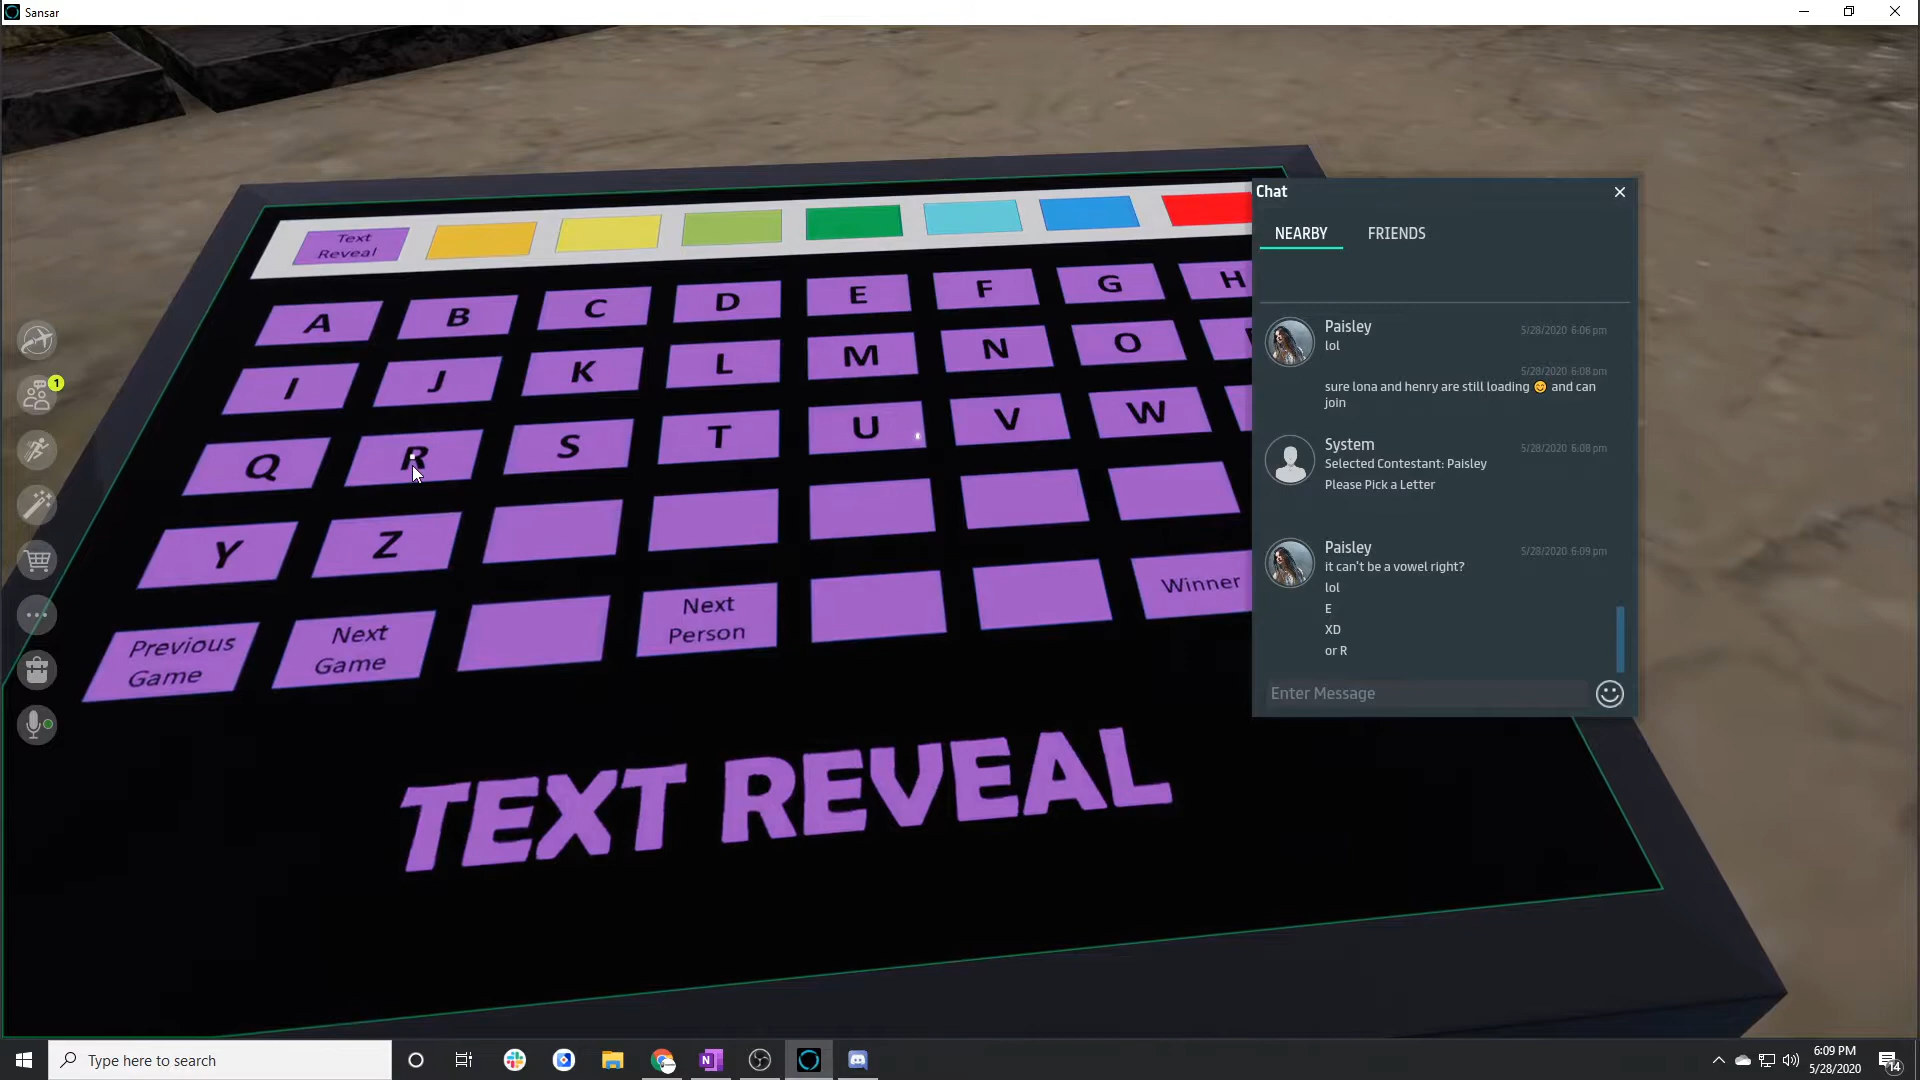 Sansar
Text
Reveal
A B C D E F G H
I J K L M N O
Q R S T U V W
Y Z
Previous
Game
Next
Game
Next
Person
Winner
TEXT REVEAL
1
Chat
NEARBY FRIENDS
Paisley 5/28/2020 6:06 pm
lol
5/28/2020 6:08 pm
sure lona and henry are still loading 😊 and can
join
System 5/28/2020 6:08 pm
Selected Contestant: Paisley
Please Pick a Letter
Paisley 5/28/2020 6:09 pm
it can't be a vowel right?
lol
E
XD
or R
Enter Message
Type here to search
6:09 PM
5/28/2020
14